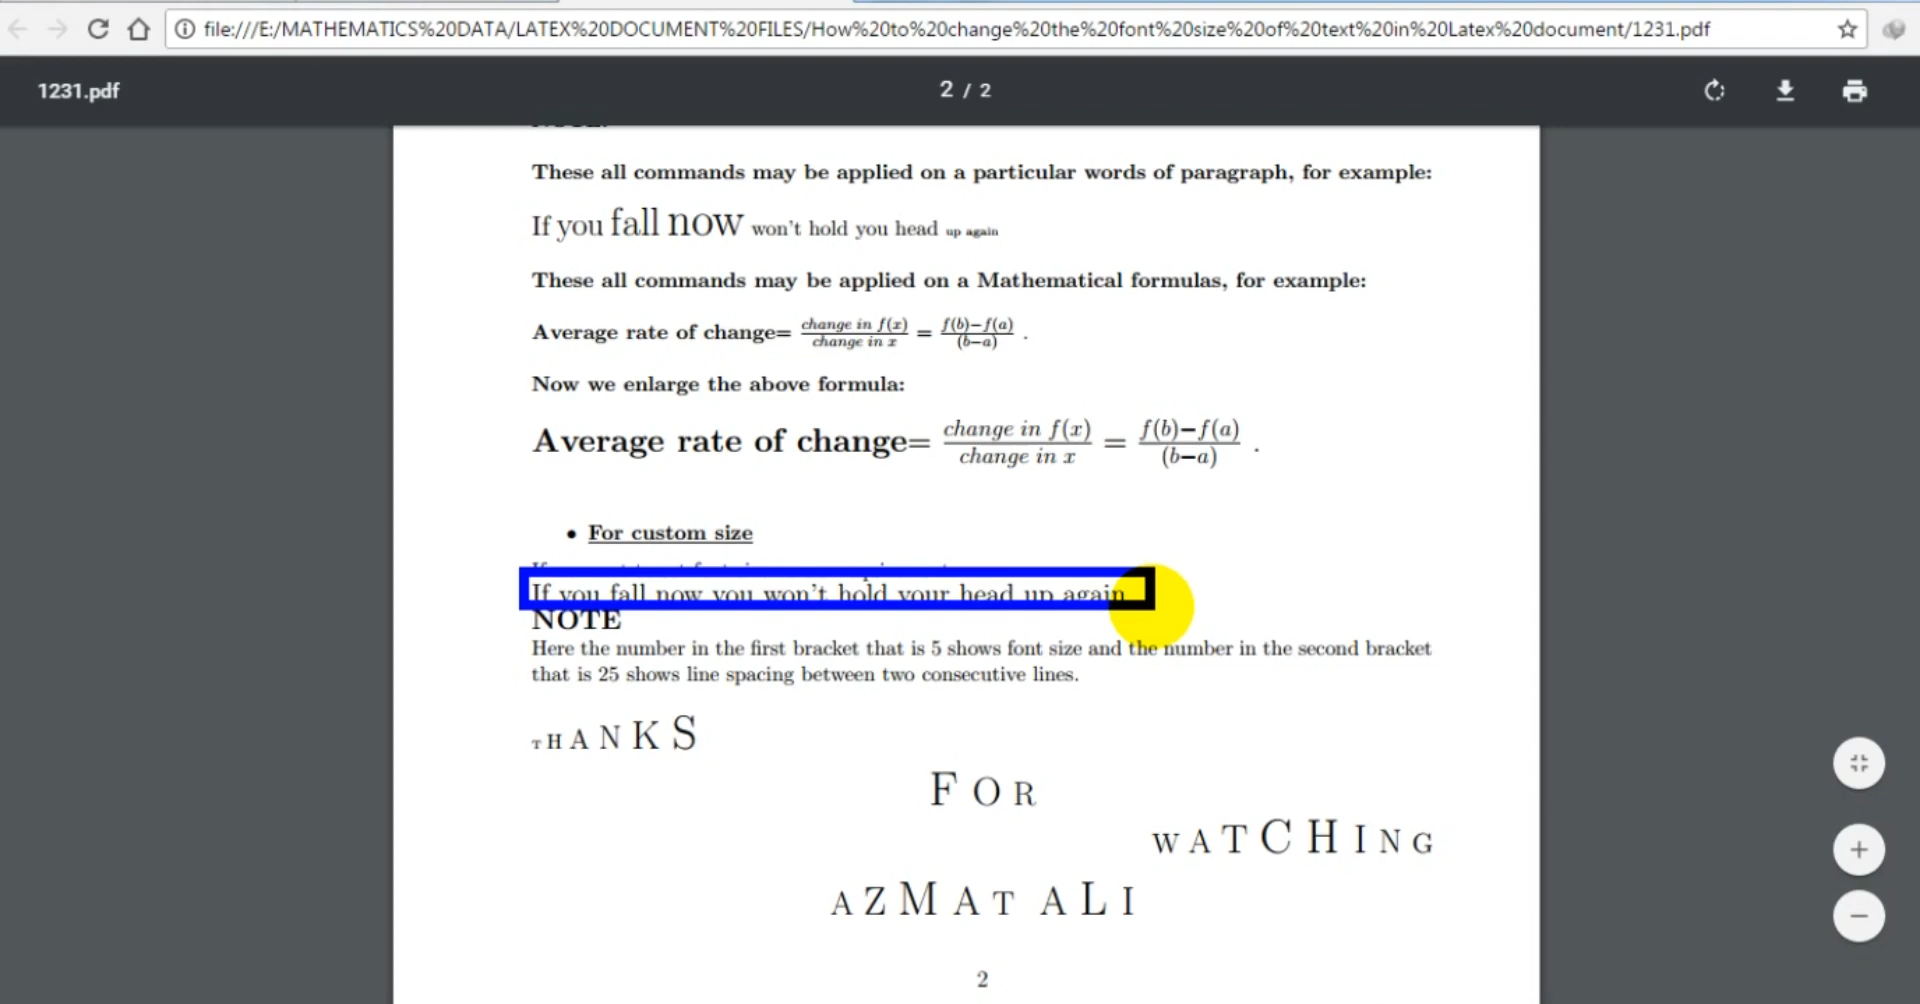 file:///E:/MATHEMATICS%20DATA/LATEX%20DOCUMENT%20FILES/How%20to%20change%20the%20font%20size%20of%20text%20in%20Latex%20document/1231.pdf
1231.pdf
2 / 2
These all commands may be applied on a particular words of paragraph, for example:
If you fall now won't hold you head up again
These all commands may be applied on a Mathematical formulas, for example:
Average rate of change= change in f(x) / change in x = f(b)−f(a) / (b−a) .
Now we enlarge the above formula:
Average rate of change= change in f(x) / change in x = f(b)−f(a) / (b−a) .
• For custom size
If you fall now you won't hold your head up again
NOTE
Here the number in the first bracket that is 5 shows font size and the number in the second bracket
that is 25 shows line spacing between two consecutive lines.
T H A N K S
F O R
W A T C H I N G
A Z M A T A L I
2